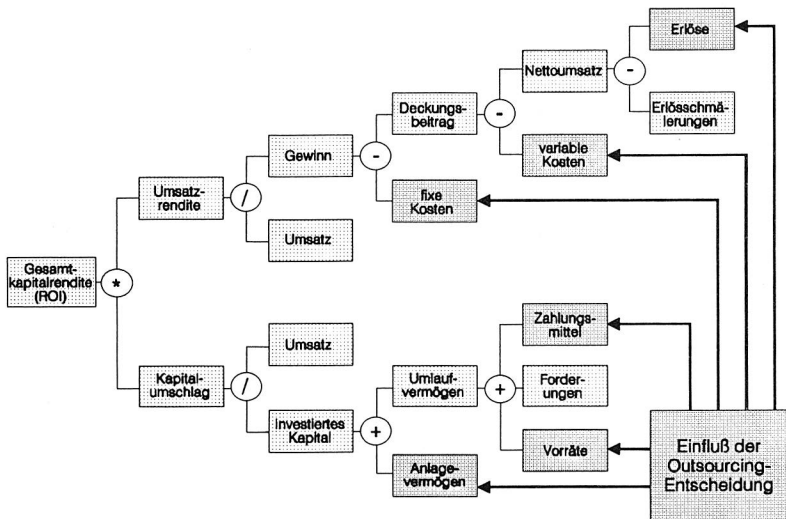 Erlöse
Nettoumsatz
-
Erlösschmä-
lerungen
Deckungs-
beitrag
-
variable
Kosten
Gewinn
-
fixe
Kosten
Umsatz-
rendite
/
Umsatz
Gesamt-
kapitalrendite
(ROI)
*
Kapital-
umschlag
/
Umsatz
Investiertes
Kapital
+
Umlauf-
vermögen
+
Zahlungs-
mittel
Forder-
ungen
Vorräte
Anlage-
vermögen
Einfluß der
Outsourcing-
Entscheidung